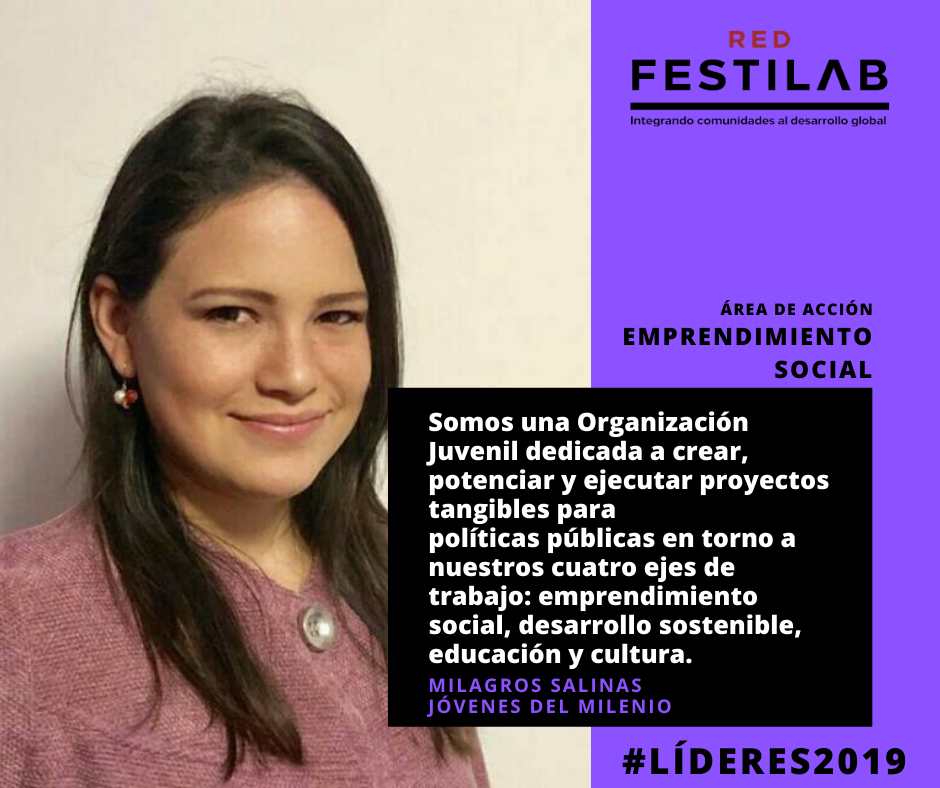 RED
FESTILAB
Integrando comunidades al desarrollo global
ÁREA DE ACCIÓN
EMPRENDIMIENTO
SOCIAL
Somos una Organización
Juvenil dedicada a crear,
potenciar y ejecutar proyectos
tangibles para
políticas públicas en torno a
nuestros cuatro ejes de
trabajo: emprendimiento
social, desarrollo sostenible,
educación y cultura.
MILAGROS SALINAS
JÓVENES DEL MILENIO
#LÍDERES2019